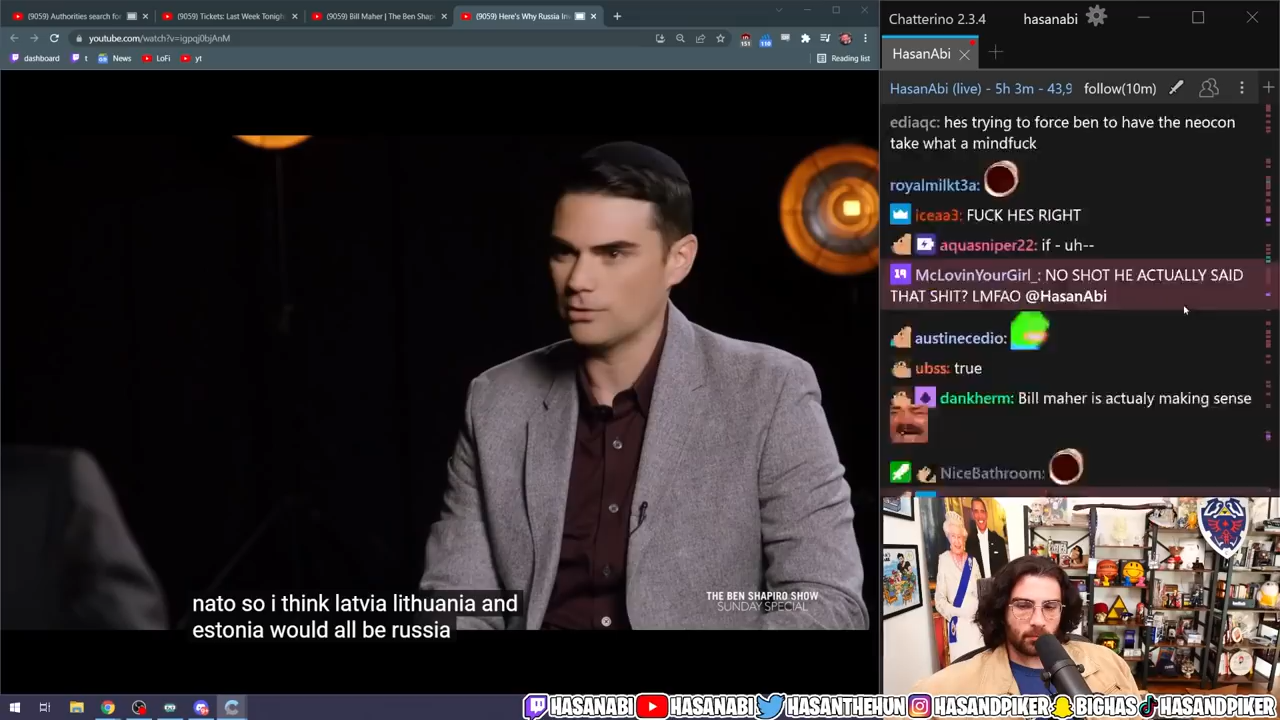 (9059) Authorities search for
(9059) Tickets: Last Week Tonigh
(9059) Bill Maher | The Ben Shap
(9059) Here's Why Russia In
youtube.com/watch?v=igpqj0bjAnM
151
110
dashboard
t
News
LoFi
yt
Reading list
nato so i think latvia lithuania and
estonia would all be russia
THE BEN SHAPIRO SHOW
SUNDAY SPECIAL
Chatterino 2.3.4
hasanabi
HasanAbi
HasanAbi (live) - 5h 3m - 43,9
follow(10m)
ediaqc: hes trying to force ben to have the neocon
take what a mindfuck
royalmilkt3a:
iceaa3: FUCK HES RIGHT
aquasniper22: if - uh--
19 McLovinYourGirl_: NO SHOT HE ACTUALLY SAID
THAT SHIT? LMFAO @HasanAbi
austinecedio:
ubss: true
dankherm: Bill maher is actualy making sense
NiceBathroom:
HASANABI HASANABI HASANTHEHUN HASANDPIKER BIGHAS HASANDPIKER